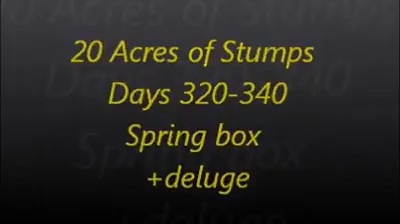 20 Acres of Stumps
Days 320-340
Spring box
+deluge